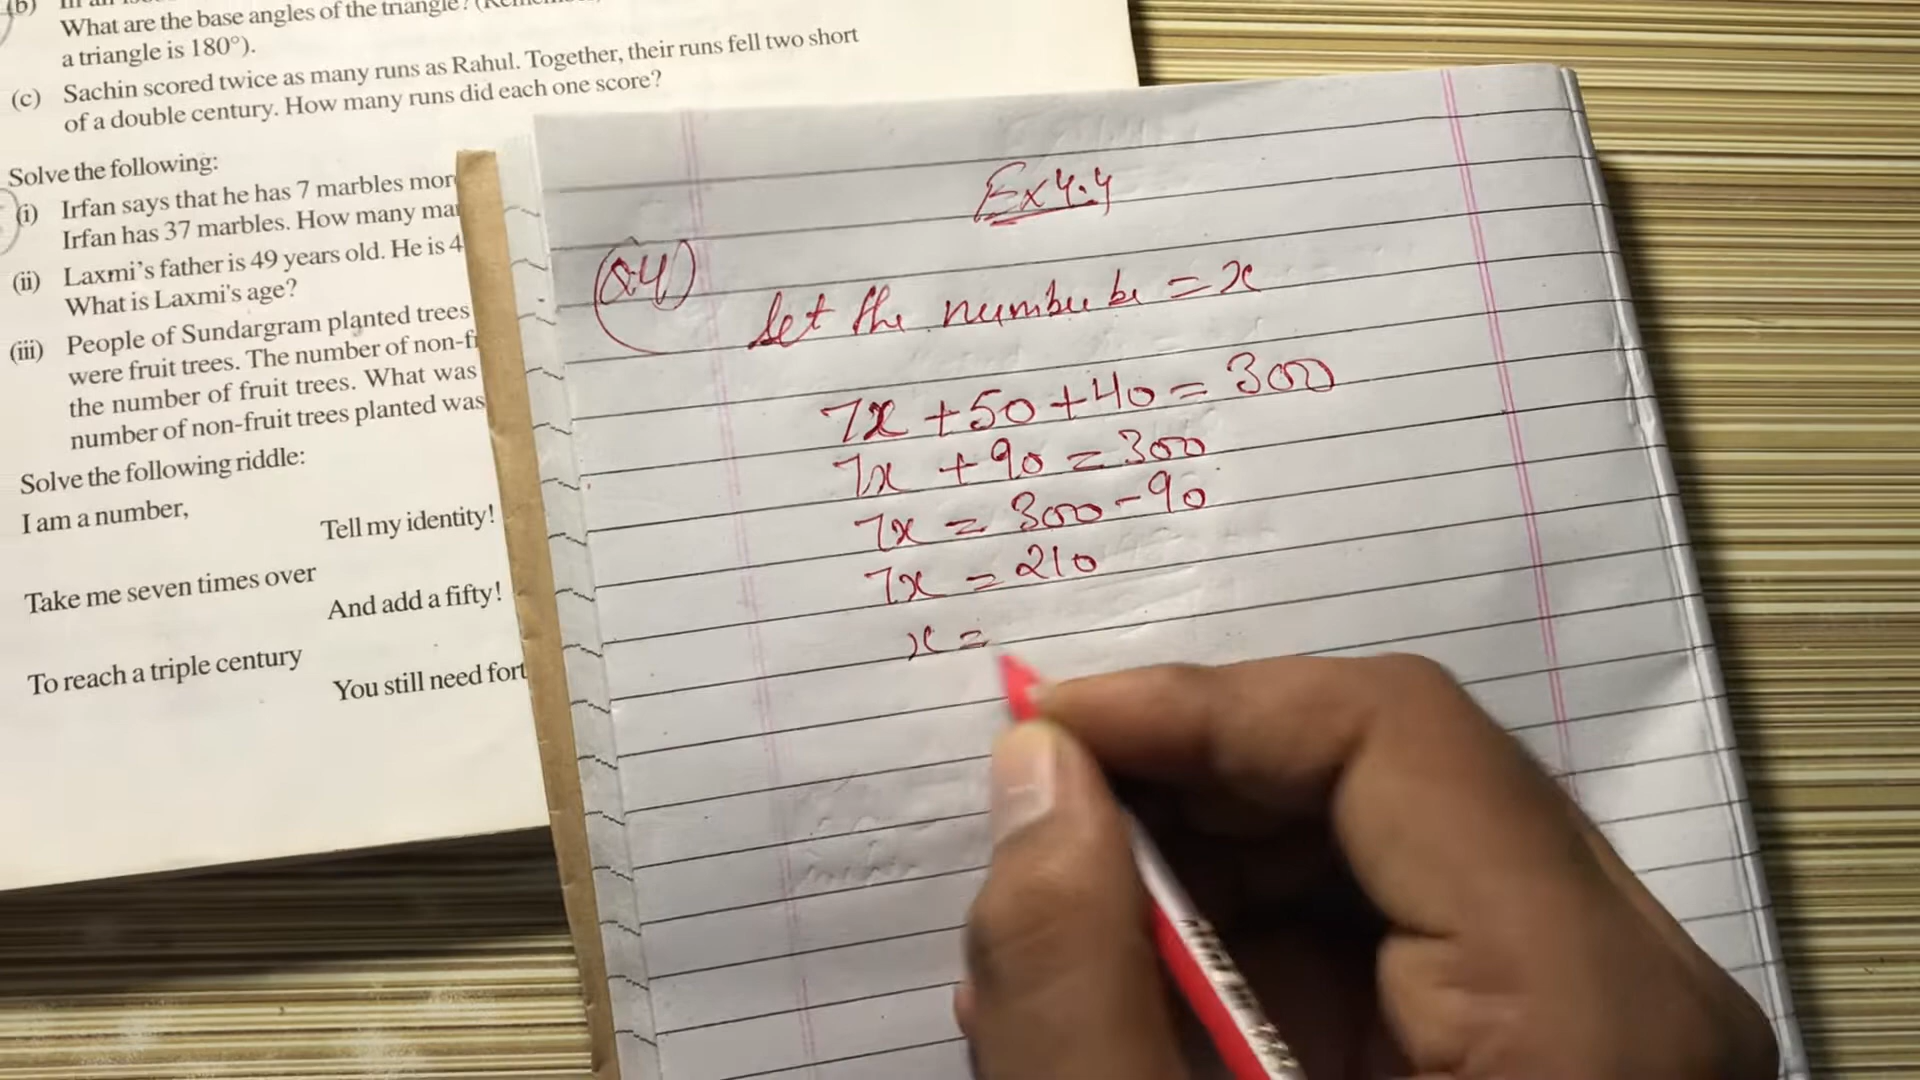 (b)
What are the base angles of the triangle?
a triangle is 180°).
(c) Sachin scored twice as many runs as Rahul. Together, their runs fell two short
of a double century. How many runs did each one score?
Solve the following:
(i) Irfan says that he has 7 marbles mor
Irfan has 37 marbles. How many ma
(ii) Laxmi's father is 49 years old. He is 4
What is Laxmi's age?
(iii) People of Sundargram planted trees
were fruit trees. The number of non-f
the number of fruit trees. What was
number of non-fruit trees planted was
Solve the following riddle:
I am a number,
Tell my identity!
Take me seven times over
And add a fifty!
To reach a triple century
You still need fort
Ex 4.4
Q4)
Let the number be = x
7x + 50 + 40 = 300
7x + 90 = 300
7x = 300 - 90
7x = 210
x =